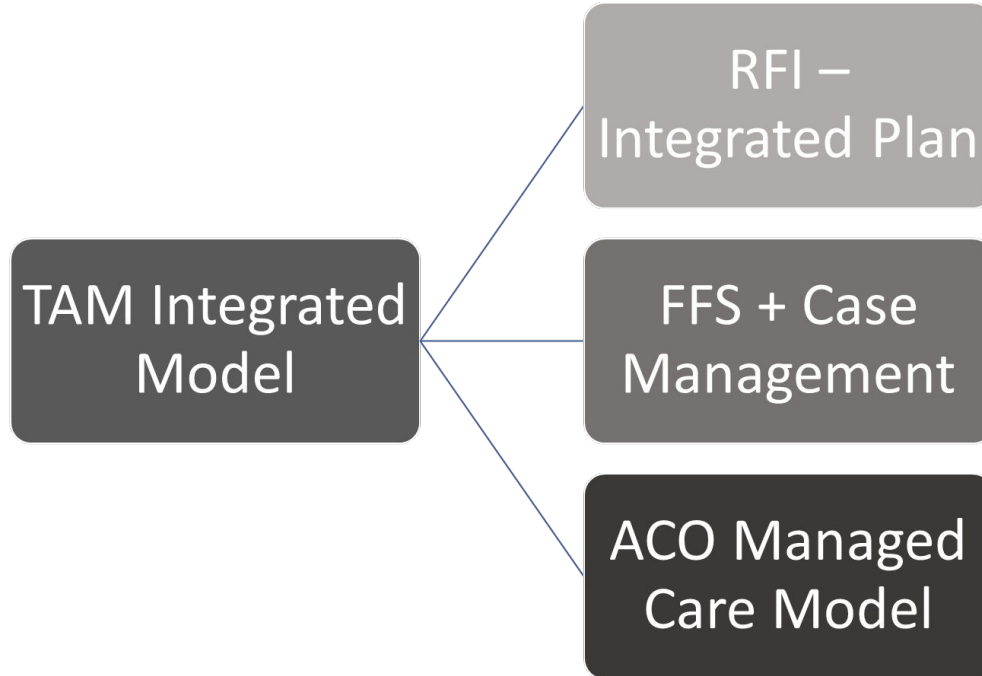 RFI –
Integrated Plan
TAM Integrated
Model
FFS + Case
Management
ACO Managed
Care Model